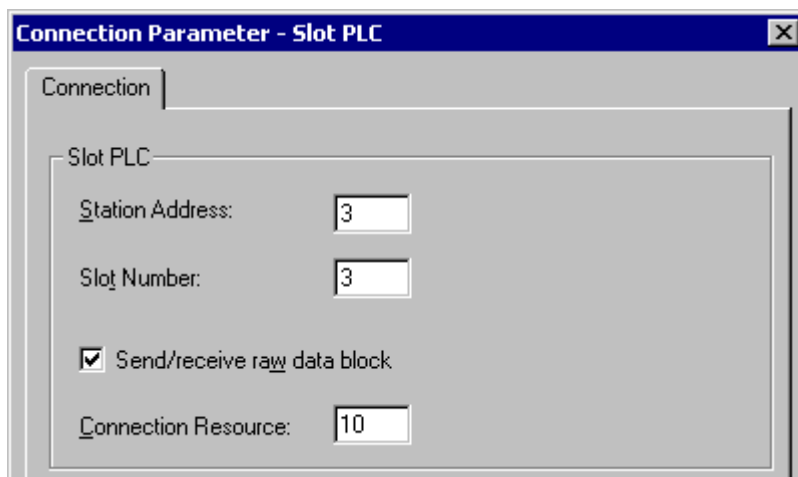 Connection Parameter - Slot PLC
Connection
Slot PLC
Station Address: 3
Slot Number: 3
Send/receive raw data block
Connection Resource: 10